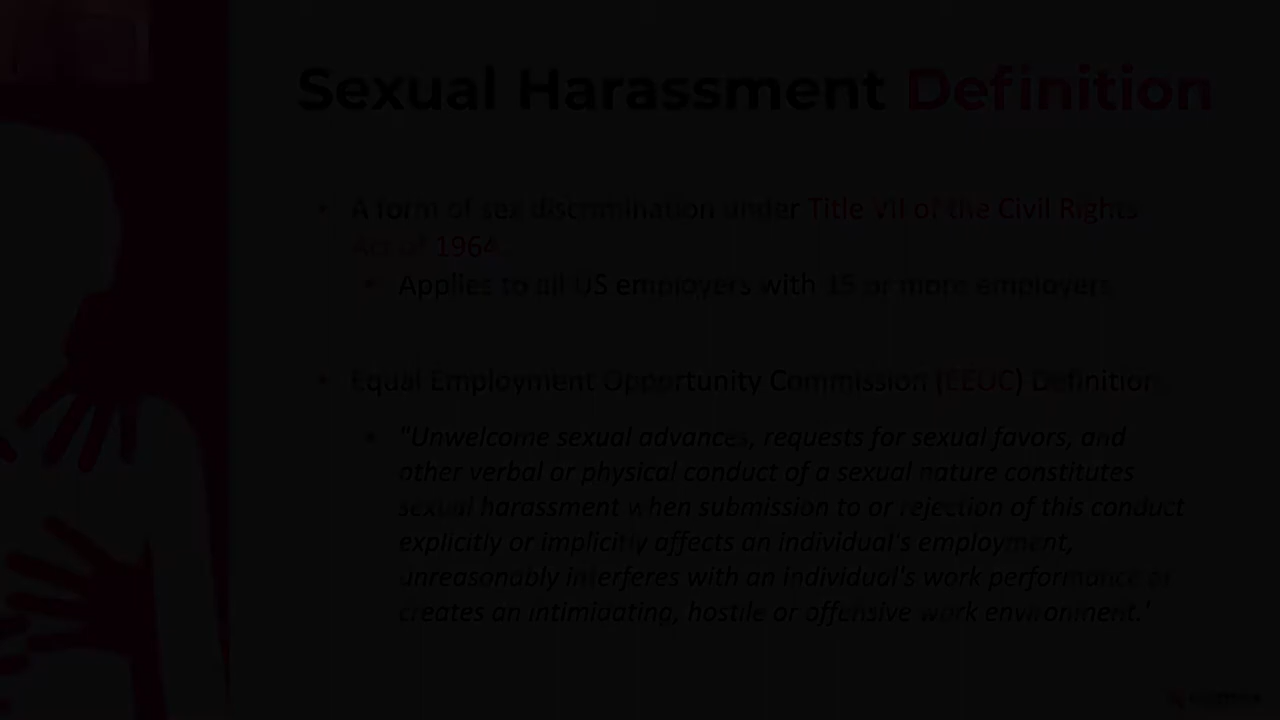 Sexual Harassment Definition
A form of sex discrimination under Title VII of the Civil Rights
Act of 1964.
Applies to all US employers with 15 or more
Equal Employment Opportunity Commission (EEUC) Definition
"Unwelcome sexual advances, requests for sexual favors, and
other verbal or physical conduct of a sexual nature constitutes
sexual harassment when submission to or rejection of this conduct
explicitly or implicitly affects an individual's employment,
unreasonably interferes with an individual's work performance or
creates an intimidating, hostile or offensive work environment."